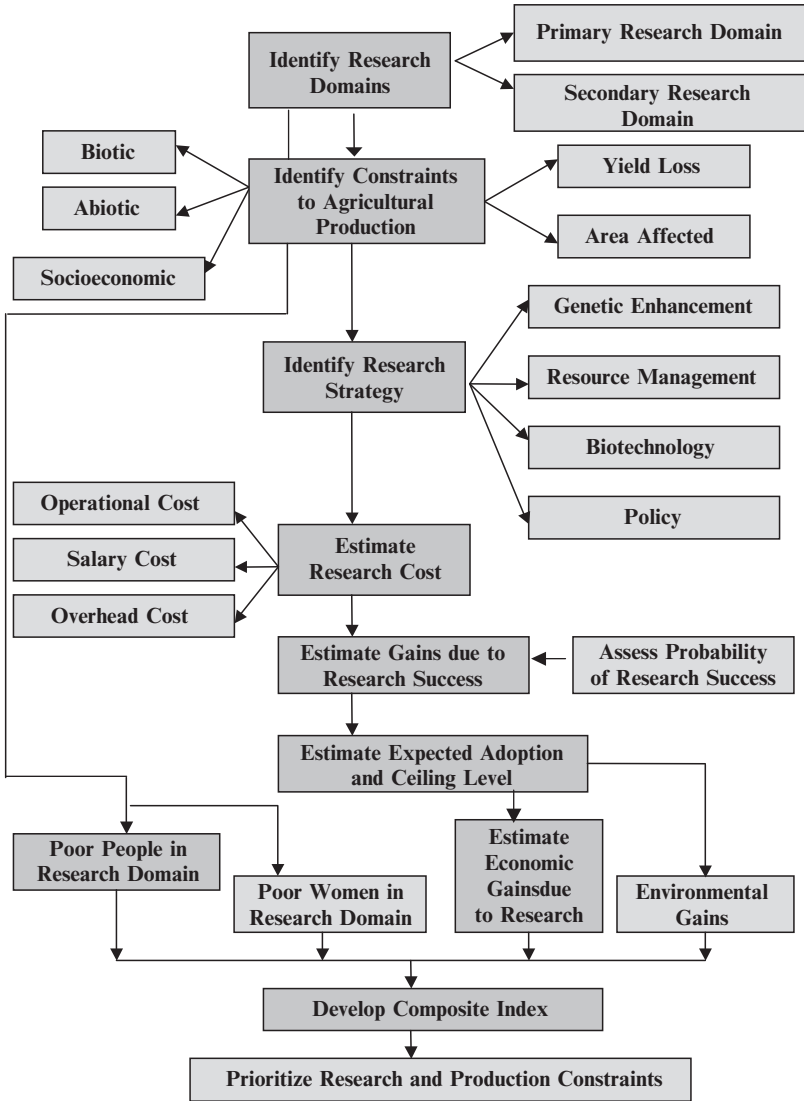 Identify Research
Domains
Primary Research Domain
Secondary Research
Domain
Biotic
Abiotic
Socioeconomic
Identify Constraints
to Agricultural
Production
Yield Loss
Area Affected
Identify Research
Strategy
Genetic Enhancement
Resource Management
Biotechnology
Policy
Operational Cost
Salary Cost
Overhead Cost
Estimate
Research Cost
Estimate Gains due to
Research Success
Assess Probability
of Research Success
Estimate Expected Adoption
and Ceiling Level
Poor People in
Research Domain
Poor Women in
Research Domain
Estimate
Economic
Gainsdue
to Research
Environmental
Gains
Develop Composite Index
Prioritize Research and Production Constraints